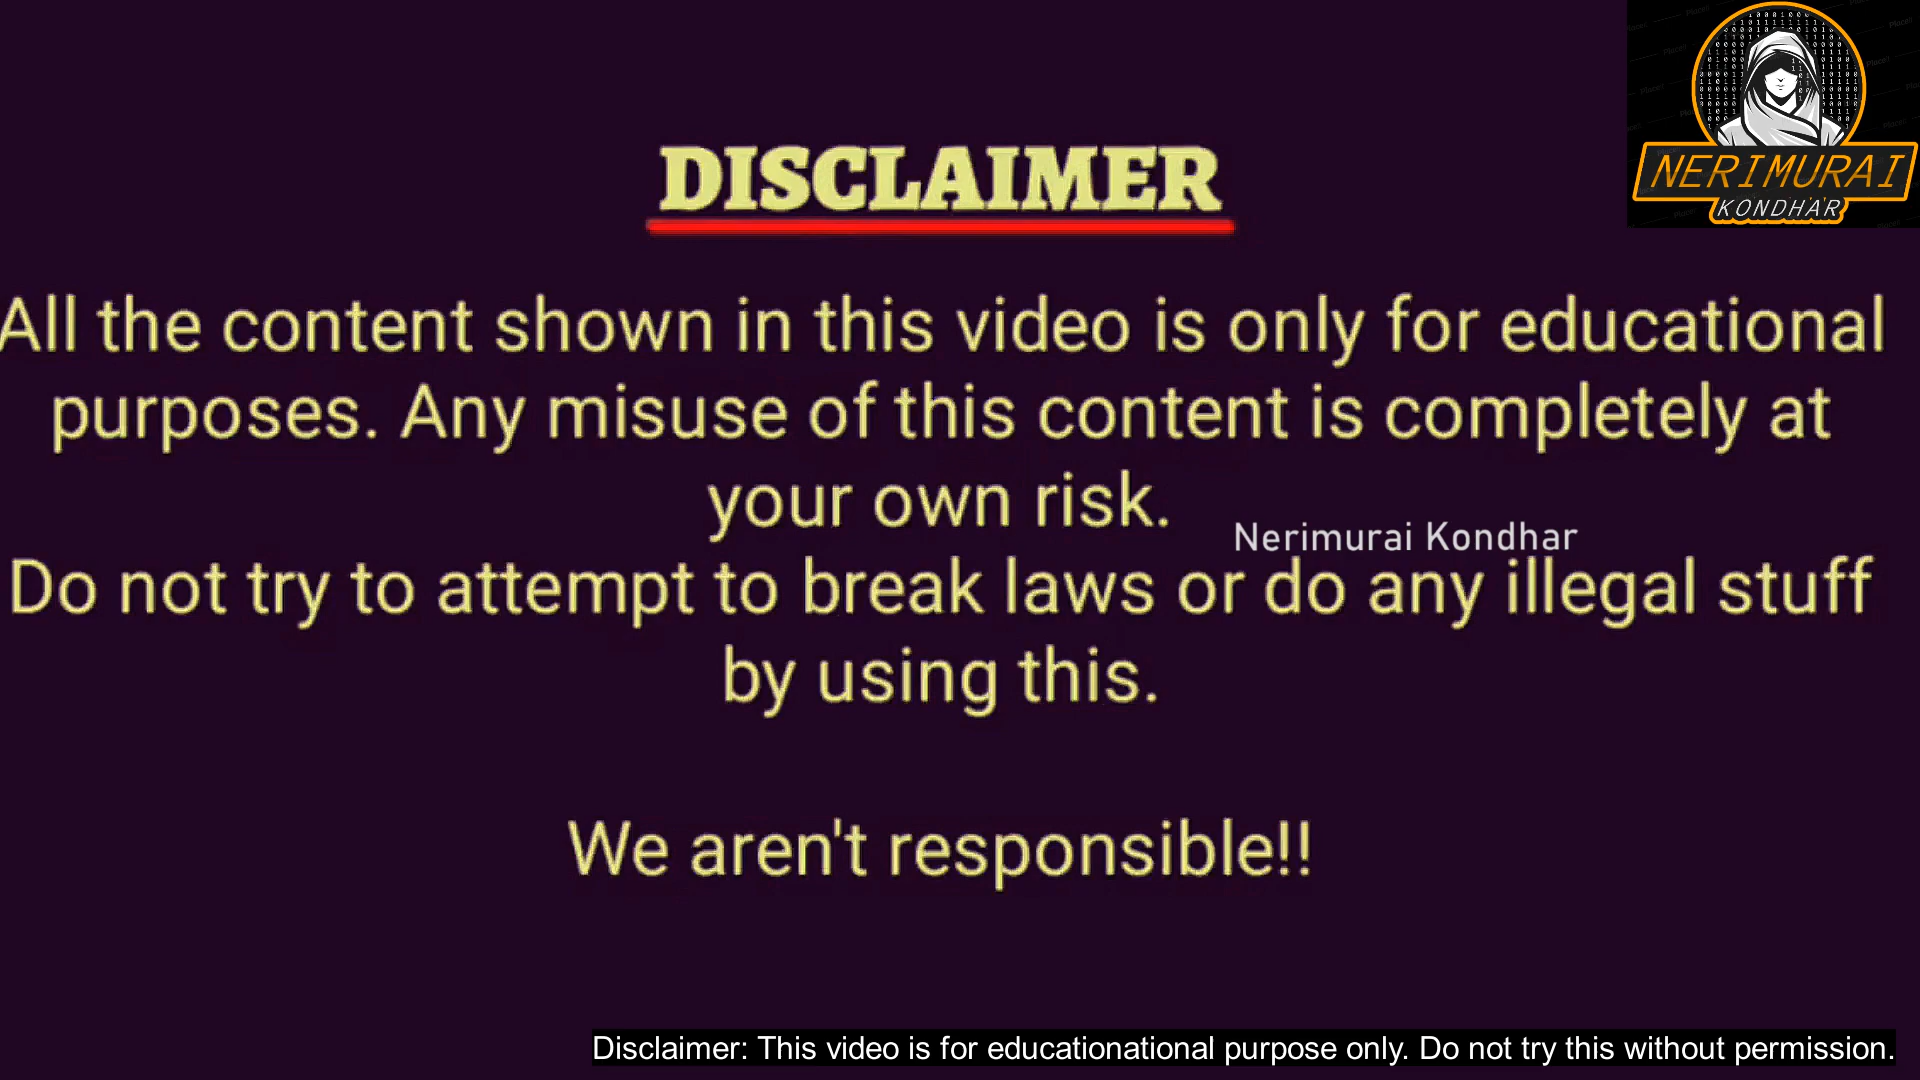 NERIMURAI
KONDHAR
DISCLAIMER
All the content shown in this video is only for educational
purposes. Any misuse of this content is completely at
your own risk.
Nerimurai Kondhar
Do not try to attempt to break laws or do any illegal stuff
by using this.
We aren't responsible!!
Disclaimer: This video is for educationational purpose only. Do not try this without permission.